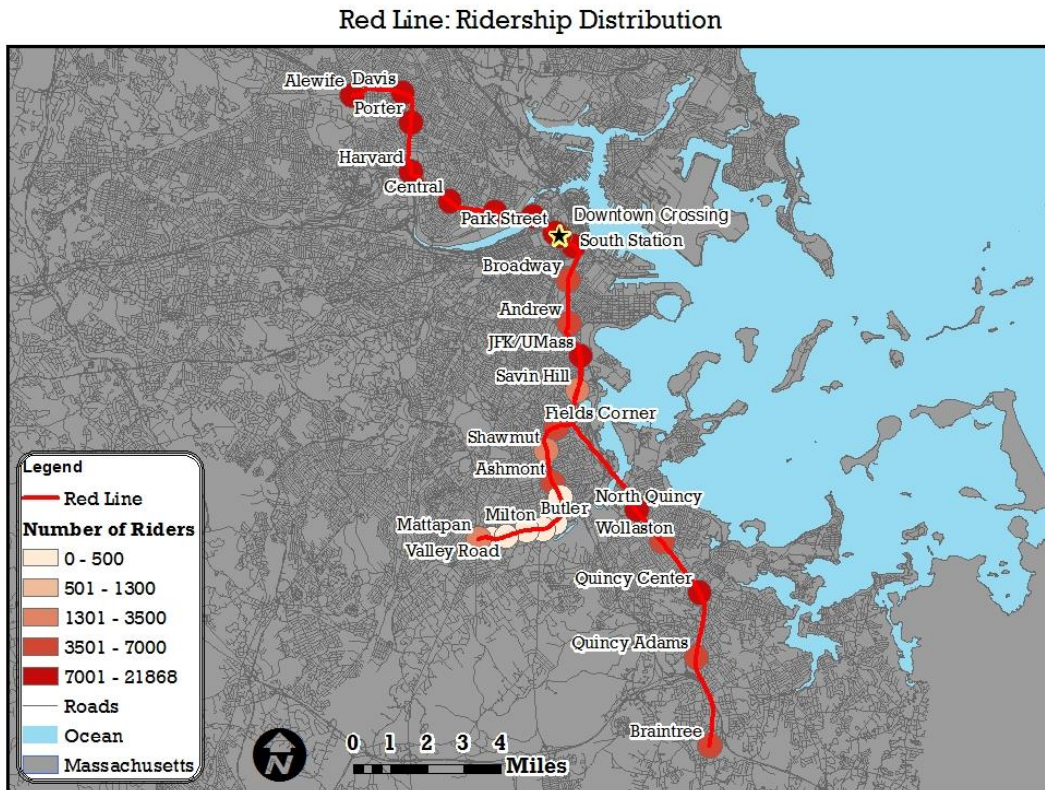 Red Line: Ridership Distribution
Alewife
Davis
Porter
Harvard
Central
Park Street
Downtown Crossing
South Station
Broadway
Andrew
JFK/UMass
Savin Hill
Fields Corner
Shawmut
Ashmont
North Quincy
Butler
Milton
Mattapan
Wollaston
Valley Road
Quincy Center
Quincy Adams
Braintree
Legend
Red Line
Number of Riders
0 - 500
501 - 1300
1301 - 3500
3501 - 7000
7001 - 21868
Roads
Ocean
Massachusetts
N
0 1 2 3 4
Miles